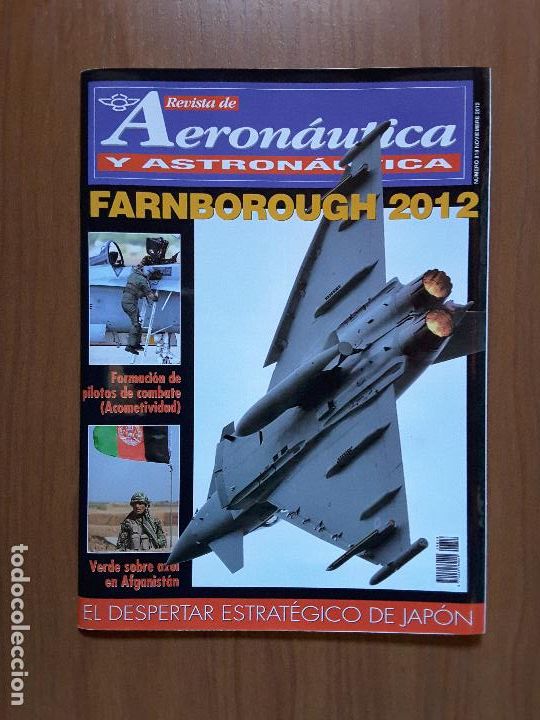 Revista de
Aeronáutica
Y ASTRONÁUTICA
FARNBOROUGH 2012
Formación de
pilotos de combate
(Acometividad)
Verde sobre azul
en Afganistán
EL DESPERTAR ESTRATÉGICO DE JAPÓN
todocoleccion